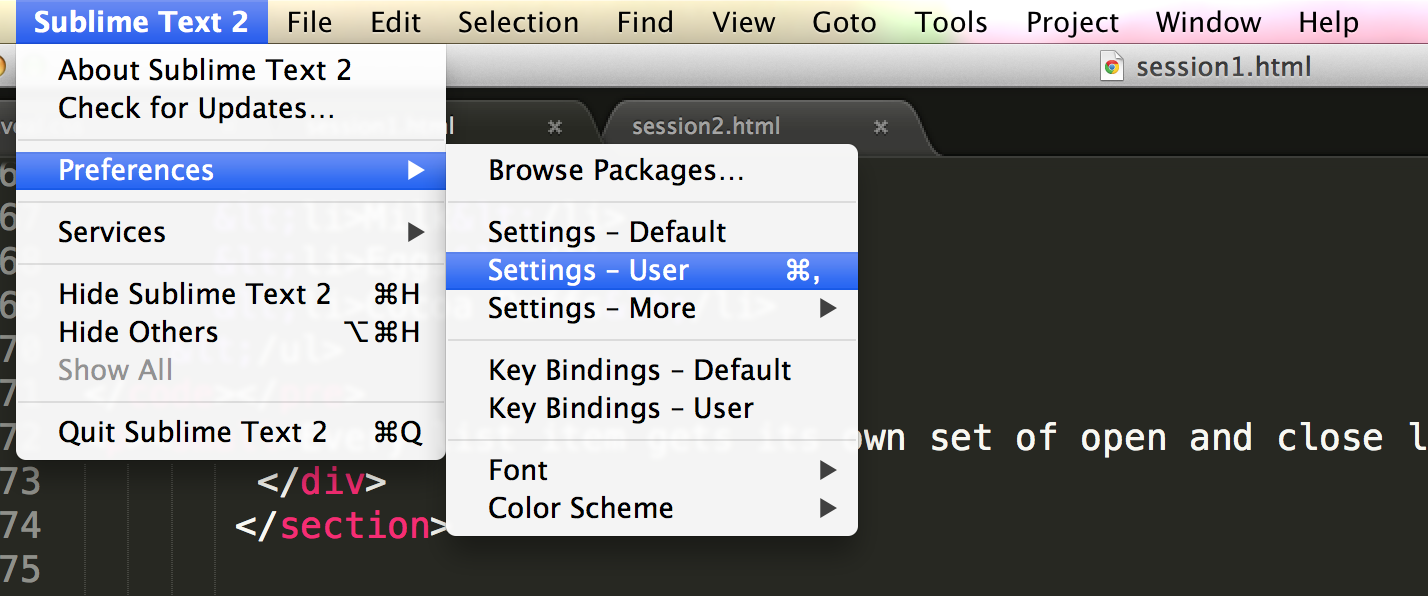 Sublime Text 2 File Edit Selection Find View Goto Tools Project Window Help
session1.html
About Sublime Text 2
Check for Updates…
session2.html
Preferences
Browse Packages…
Services
Settings – Default
Settings – User ⌘,
Hide Sublime Text 2 ⌘H
Settings – More
Hide Others ⌥⌘H
Show All
Key Bindings – Default
Key Bindings – User
Quit Sublime Text 2 ⌘Q
own set of open and close l
Font
73 </div>
Color Scheme
74 </section>
75